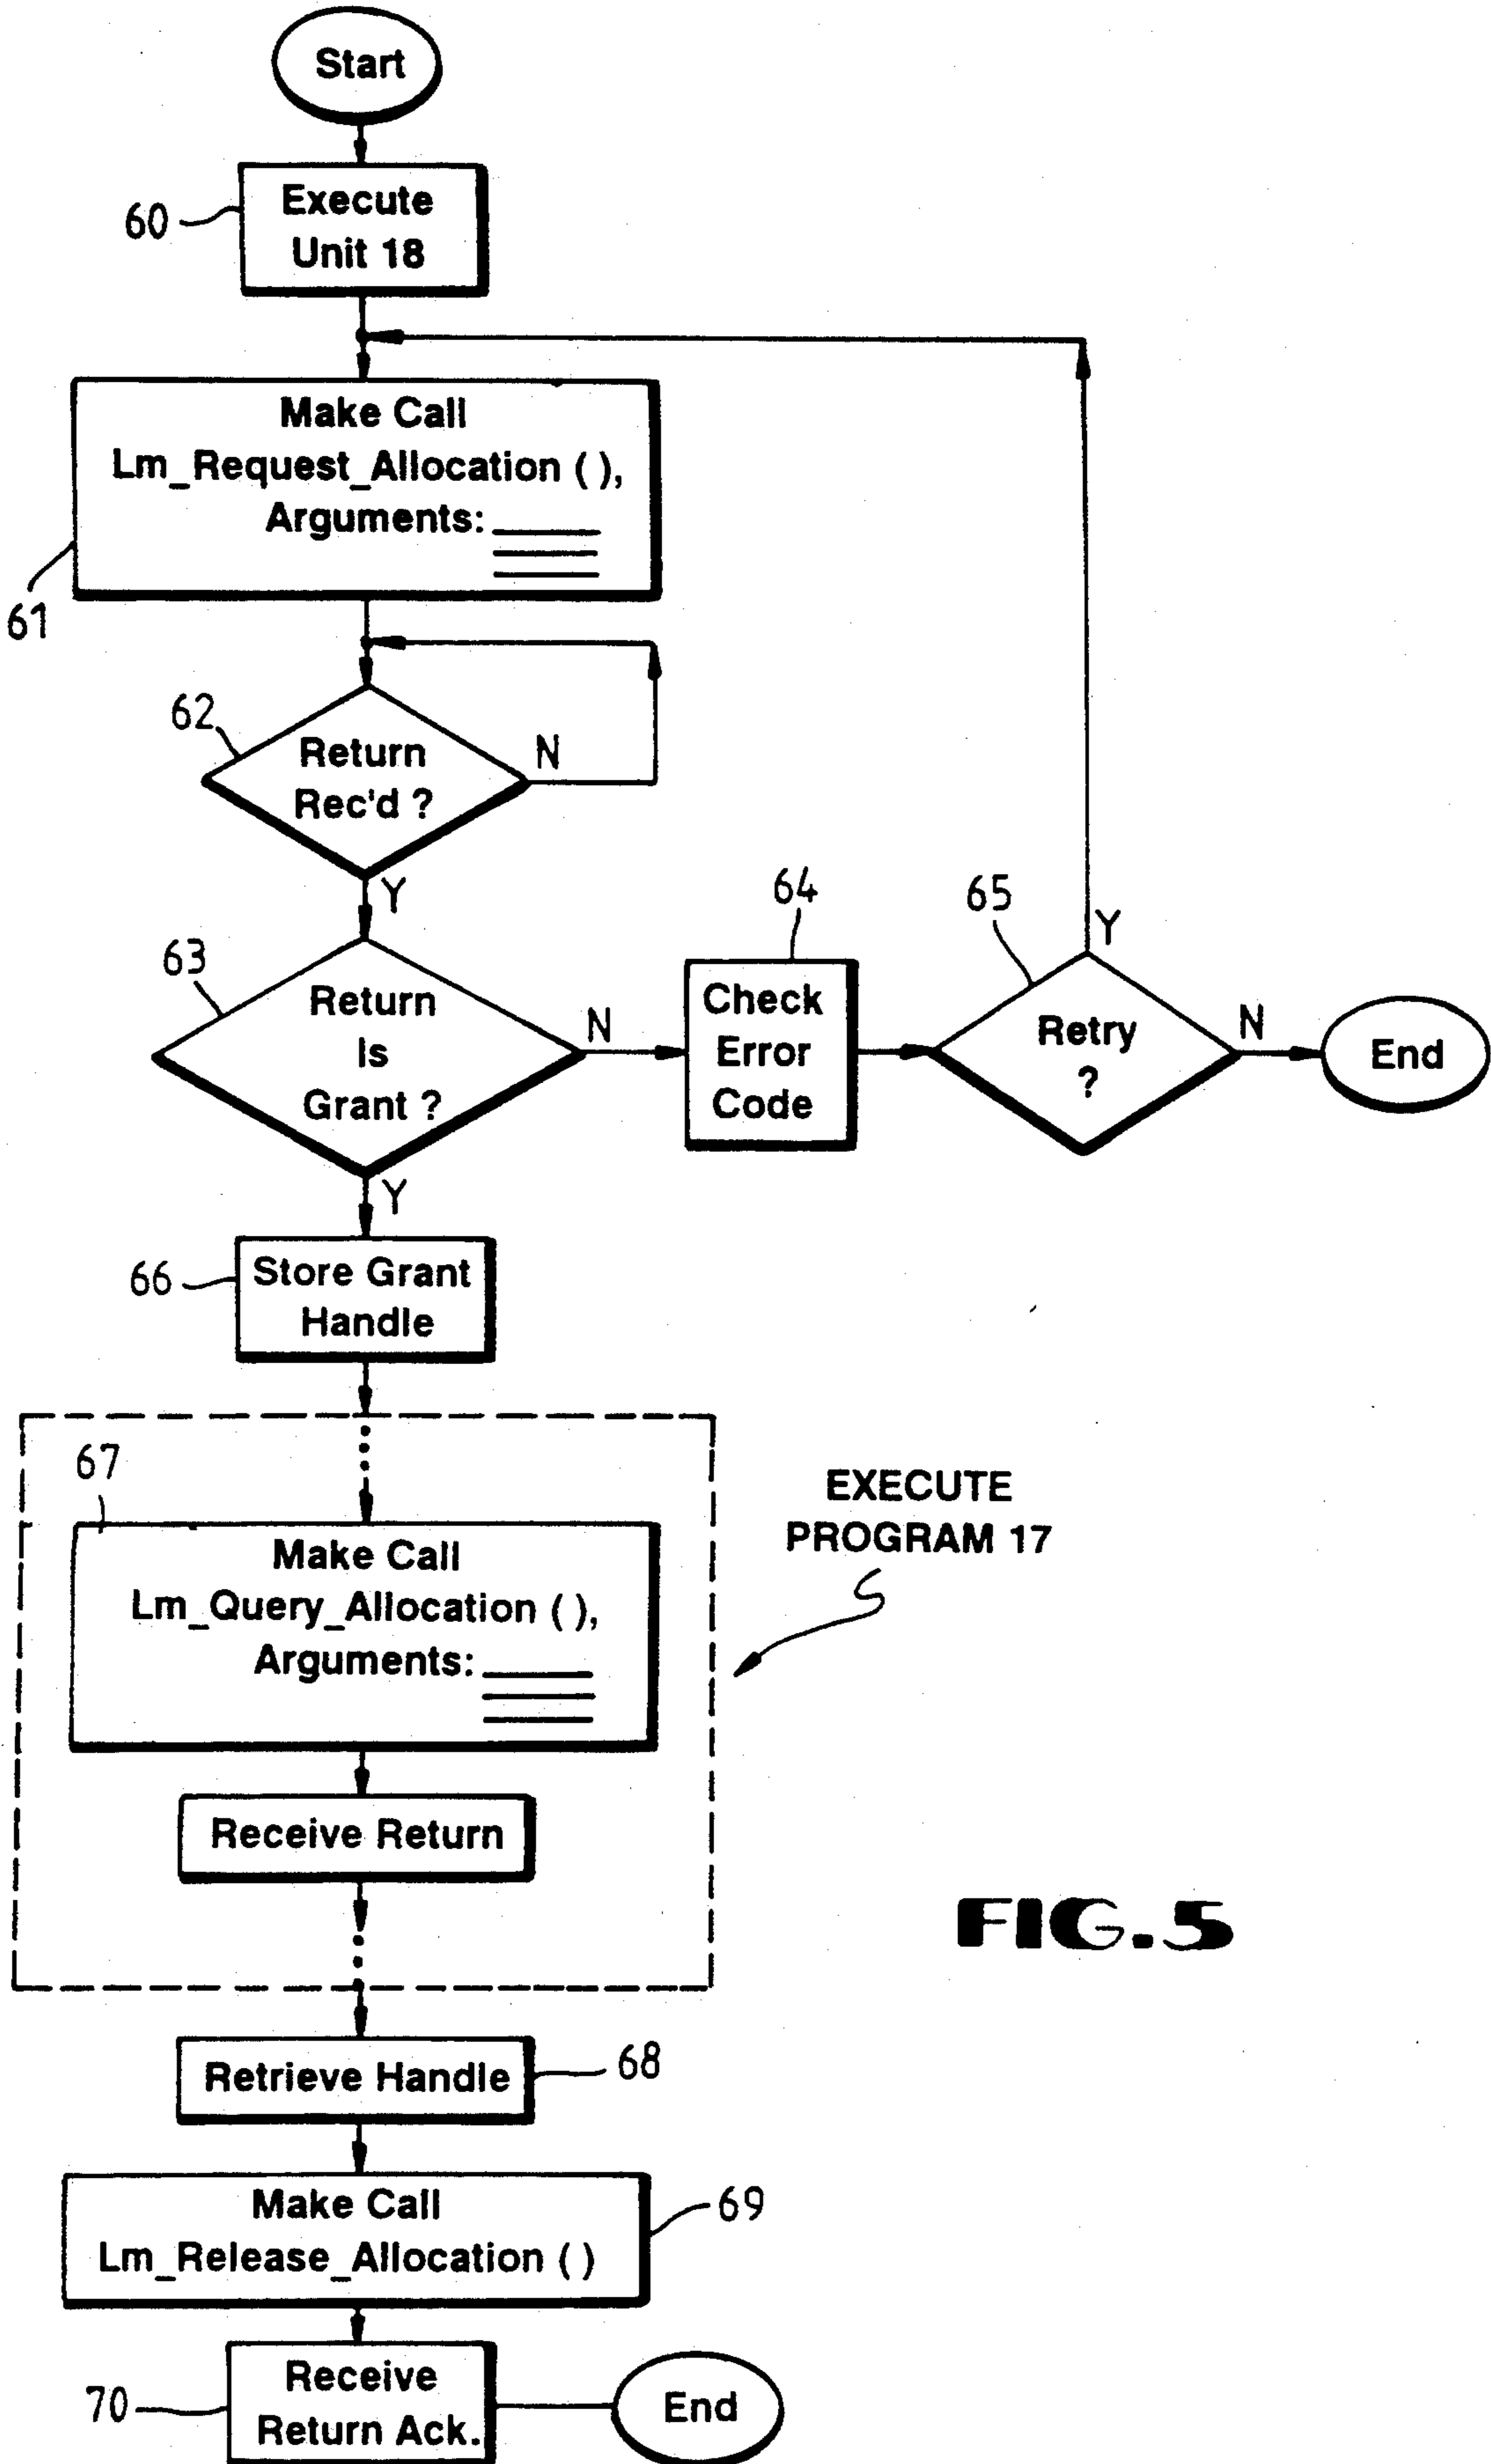 Start
60
Execute
Unit 18
Make Call
Lm_Request_Allocation ( ),
Arguments:
61
62
Return
Rec'd ?
N
Y
63
Return
Is
Grant ?
N
64
Check
Error
Code
65
Y
Retry
?
N
End
Y
66
Store Grant
Handle
67
Make Call
Lm_Query_Allocation ( ),
Arguments:
EXECUTE
PROGRAM 17
Receive Return
FIG.5
Retrieve Handle
68
Make Call
Lm_Release_Allocation ( )
69
70
Receive
Return Ack.
End